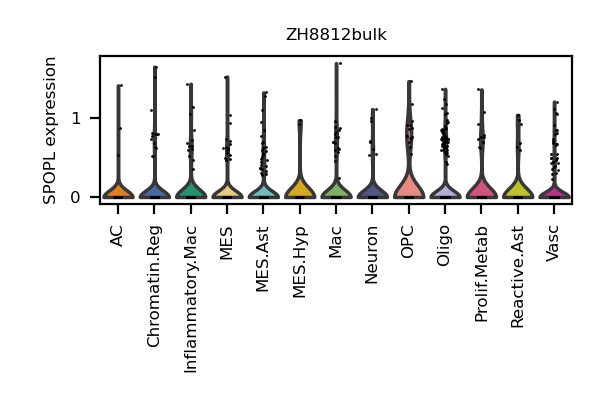 ZH8812bulk
SPOPL expression
1
0
AC
Chromatin.Reg
Inflammatory.Mac
MES
MES.Ast
MES.Hyp
Mac
Neuron
OPC
Oligo
Prolif.Metab
Reactive.Ast
Vasc